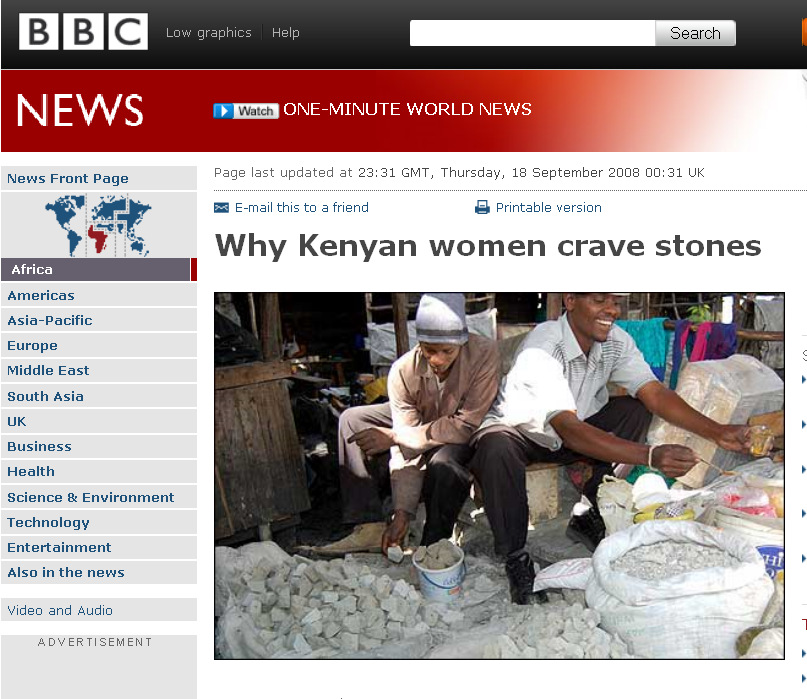 BBC
Low graphics
Help
Search
NEWS
Watch ONE-MINUTE WORLD NEWS
News Front Page
Africa
Americas
Asia-Pacific
Europe
Middle East
South Asia
UK
Business
Health
Science & Environment
Technology
Entertainment
Also in the news
Video and Audio
ADVERTISEMENT
Page last updated at 23:31 GMT, Thursday, 18 September 2008 00:31 UK
E-mail this to a friend
Printable version
Why Kenyan women crave stones